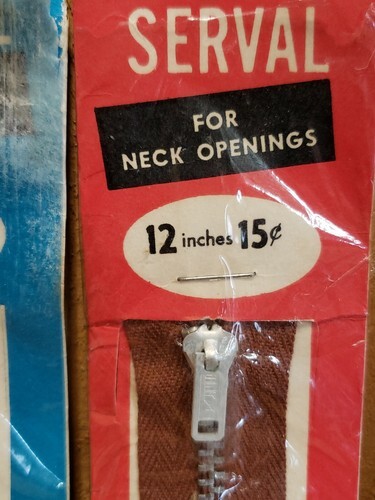 SERVAL
FOR
NECK OPENINGS
12 inches 15¢